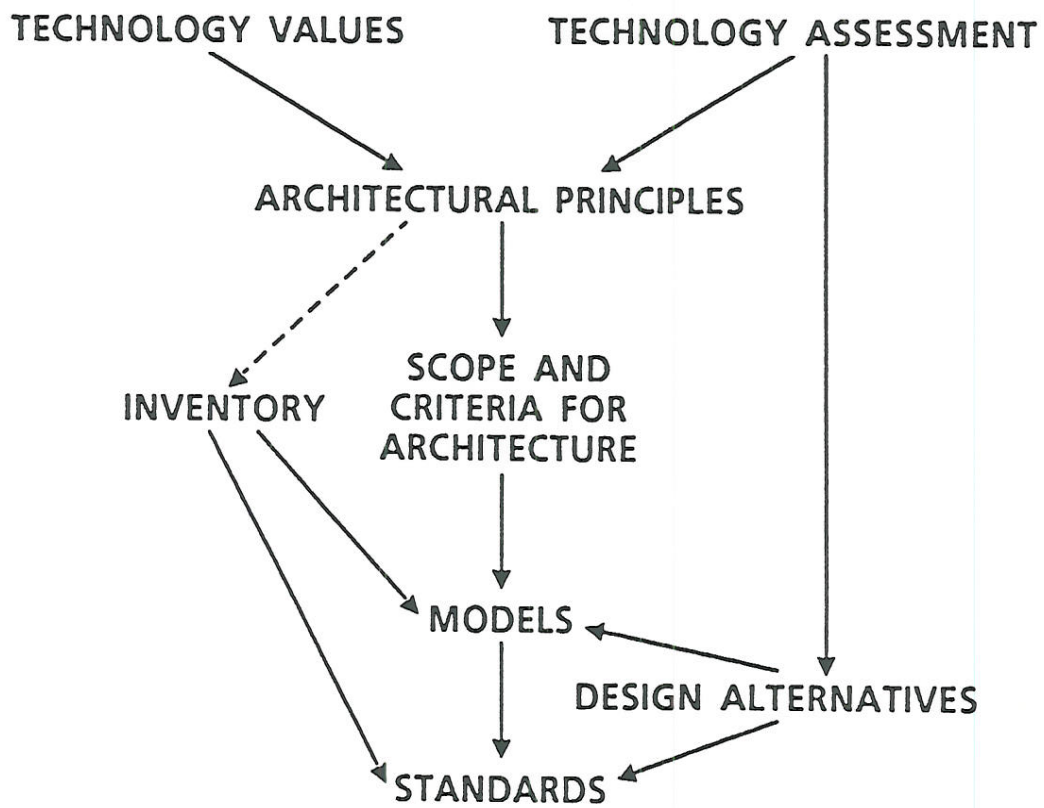 TECHNOLOGY VALUES
TECHNOLOGY ASSESSMENT
ARCHITECTURAL PRINCIPLES
INVENTORY
SCOPE AND
CRITERIA FOR
ARCHITECTURE
MODELS
DESIGN ALTERNATIVES
STANDARDS